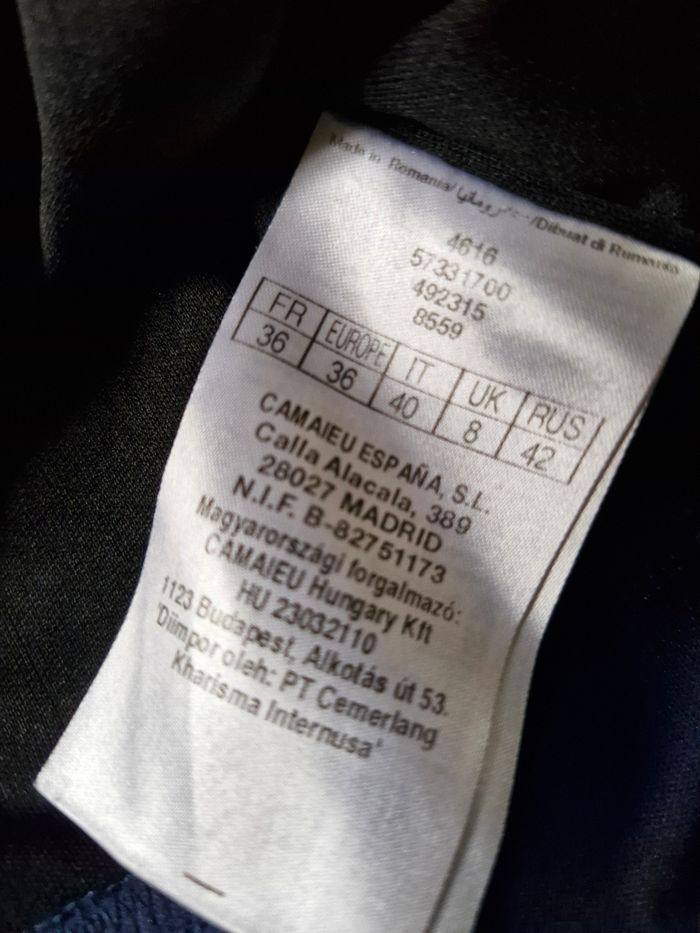 Made in Romania/رومانيا/Dibuat di Rumania
4616
57331700
492315
8559
FR EUROPE IT UK RUS
36 36 40 8 42
CAMAIEU ESPAÑA, S.L.
Calla Alacala, 389
28027 MADRID
N.I.F. B-82751173
Magyarországi forgalmazó:
CAMAIEU Hungary Kft
HU 23032110
1123 Budapest, Alkotás út 53.
'Diimpor oleh: PT Cemerlang
Kharisma Internusa'